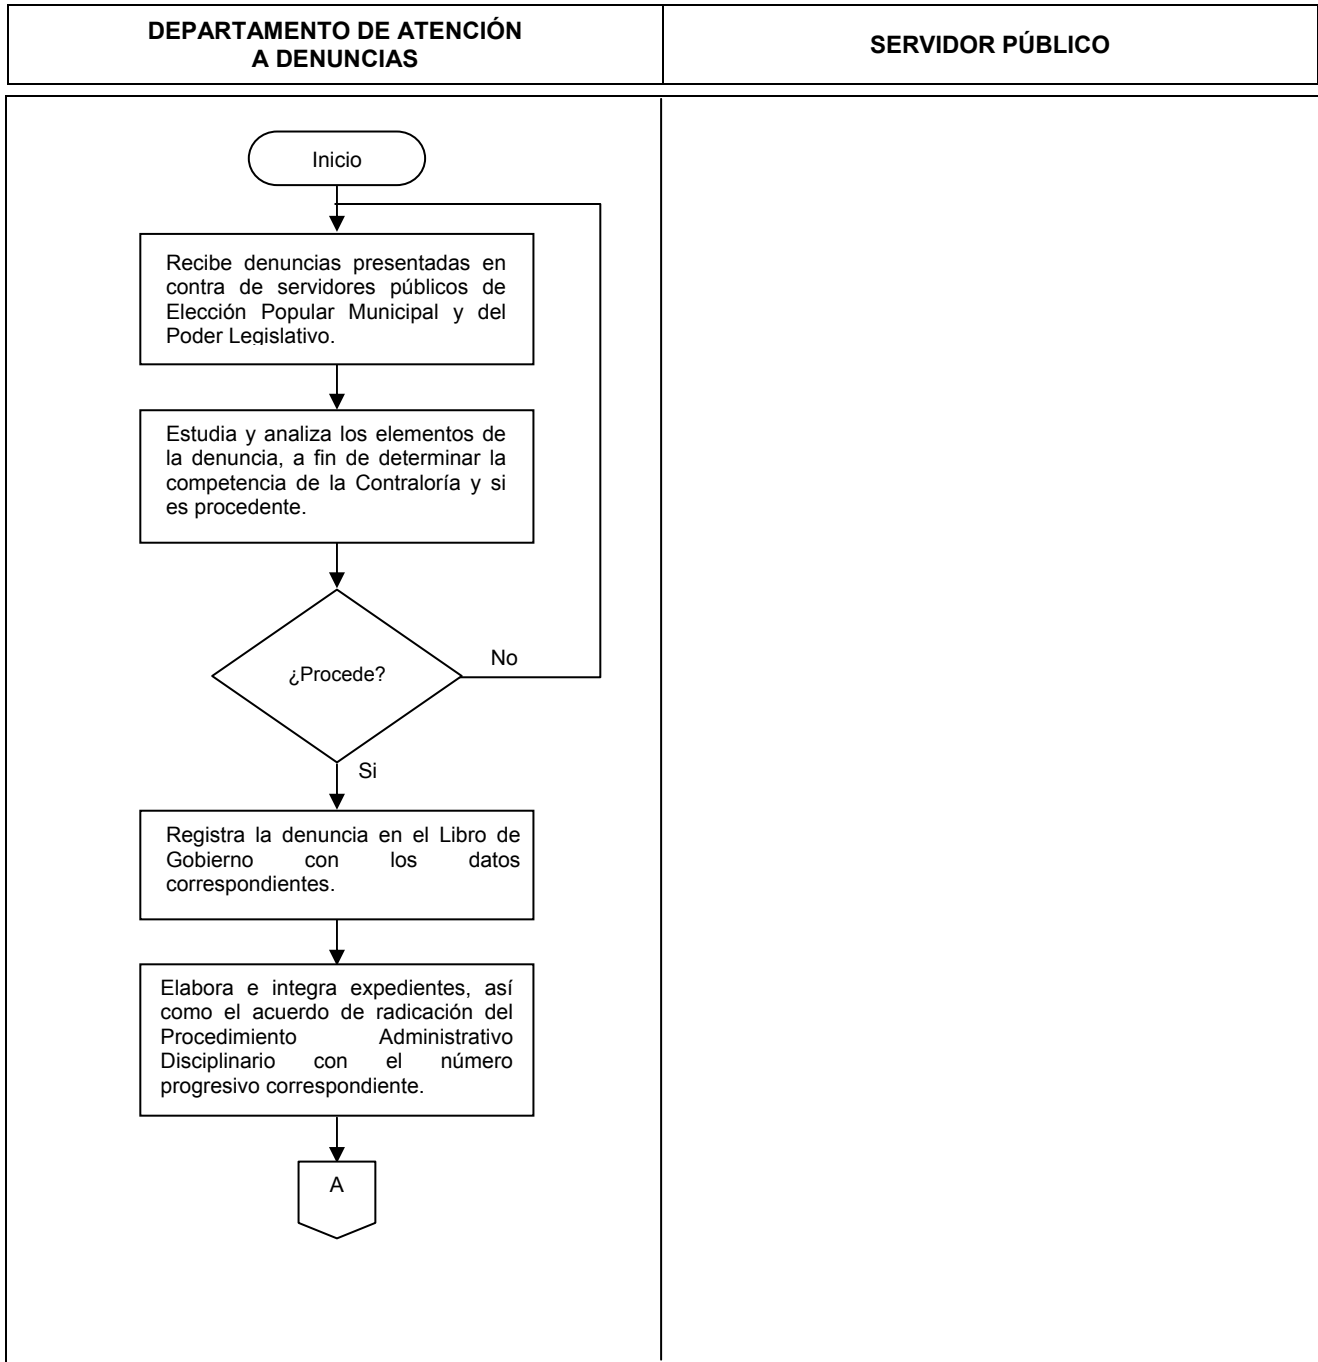 DEPARTAMENTO DE ATENCIÓN
A DENUNCIAS
SERVIDOR PÚBLICO
Inicio
Recibe denuncias presentadas en
contra de servidores públicos de
Elección Popular Municipal y del
Poder Legislativo.
Estudia y analiza los elementos de
la denuncia, a fin de determinar la
competencia de la Contraloría y si
es procedente.
¿Procede?
No
Si
Registra la denuncia en el Libro de
Gobierno con los datos
correspondientes.
Elabora e integra expedientes, así
como el acuerdo de radicación del
Procedimiento Administrativo
Disciplinario con el número
progresivo correspondiente.
A